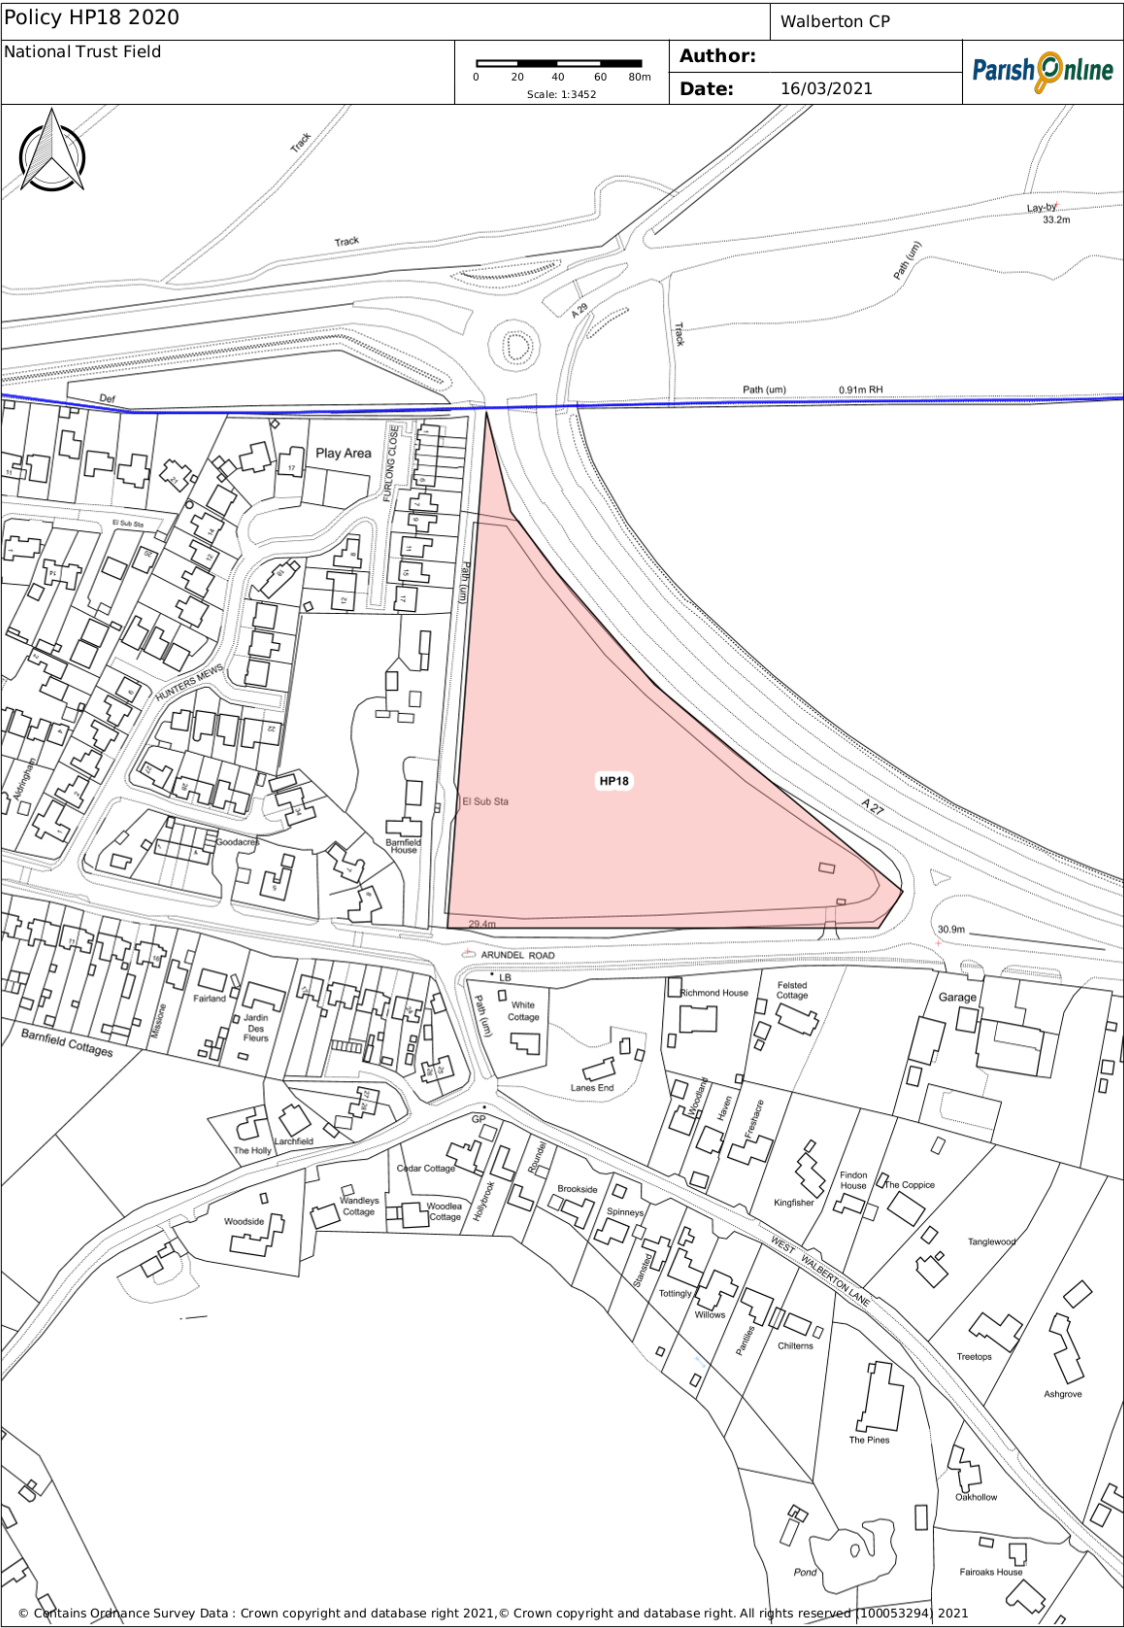 Policy HP18 2020
Walberton CP
National Trust Field
0 20 40 60 80m
Scale: 1:3452
Author:
Date: 16/03/2021
Parish Online
Track
Track
Lay-by
33.2m
Path (um)
A 29
Track
Path (um) 0.91m RH
Def
Play Area
FURLONG CLOSE
El Sub Sta
Path (um)
HUNTERS MEWS
Aldringham
HP18
El Sub Sta
A 27
Goodacres
Barnfield
House
29.4m
30.9m
ARUNDEL ROAD
LB
Path (um)
White
Cottage
Richmond House
Felsted
Cottage
Garage
Fairland
Jardin
Des
Fleurs
Missione
Barnfield Cottages
Lanes End
Woodland
Haven
Freshacre
GP
The Holly
Larchfield
Cedar Cottage
Roundel
Hollybrook
Brookside
Spinneys
Kingfisher
Findon
House
The Coppice
Wandleys
Cottage
Woodlea
Cottage
Woodside
Tanglewood
WEST WALBERTON LANE
Stansted
Tottingly
Willows
Pantiles
Chilterns
Treetops
Ashgrove
The Pines
Oakhollow
Pond
Fairoaks House
© Contains Ordnance Survey Data : Crown copyright and database right 2021,© Crown copyright and database right. All rights reserved (100053294) 2021